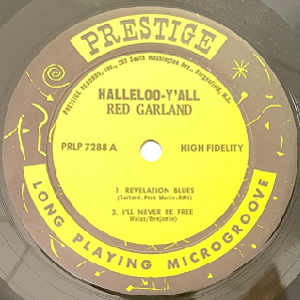 PRESTIGE
PRESTIGE RECORDS, INC., 203 South Washington Ave., Bergenfield, N.J.
HALLELOO-Y'ALL
RED GARLAND
PRLP 7288 A HIGH FIDELITY
1 REVELATION BLUES
(Garland, Prest Music, BMI)
2. I'LL NEVER BE FREE
Weiss/Benjamin)
LONG PLAYING MICROGROOVE